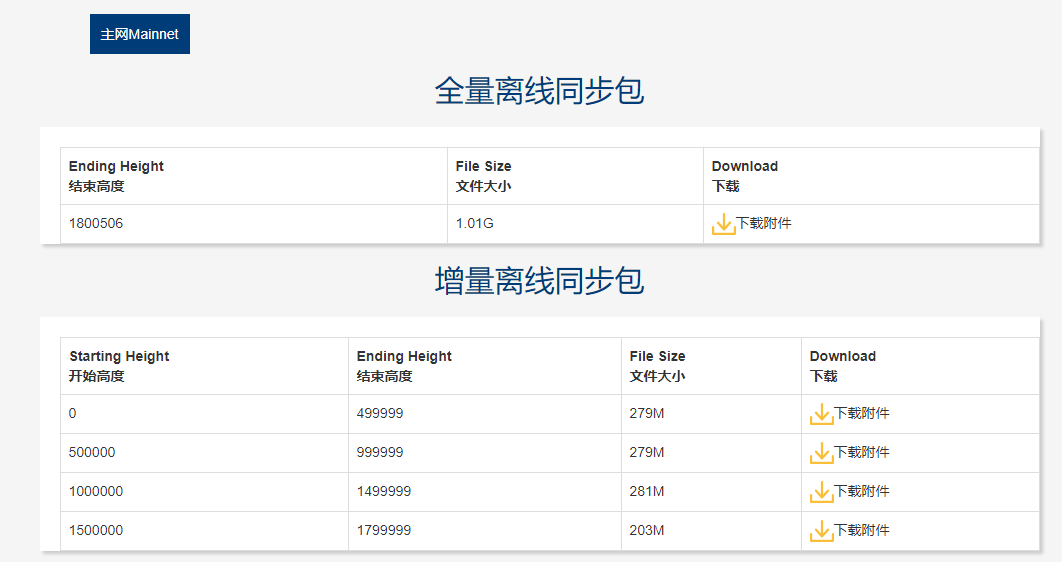 主网Mainnet
全量离线同步包
Ending Height File Size Download
结束高度 文件大小 下载
1800506 1.01G 下载附件
增量离线同步包
Starting Height Ending Height File Size Download
开始高度 结束高度 文件大小 下载
0 499999 279M 下载附件
500000 999999 279M 下载附件
1000000 1499999 281M 下载附件
1500000 1799999 203M 下载附件